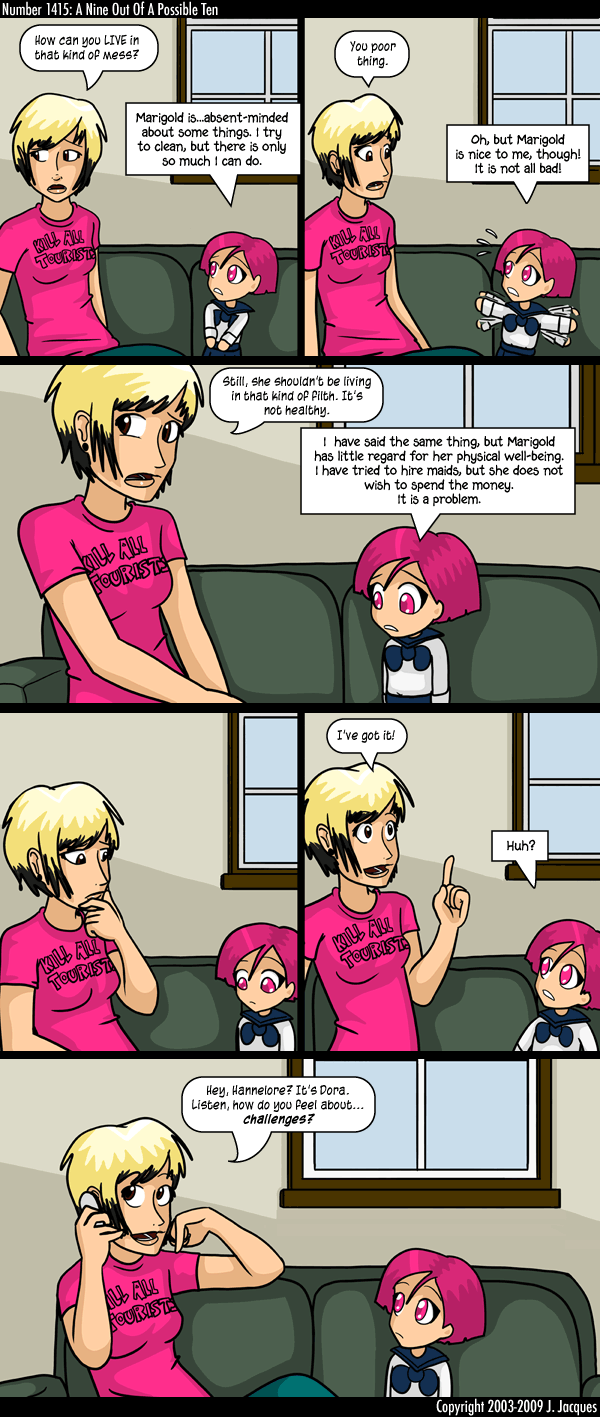 Number 1415: A Nine Out Of A Possible Ten
How can you LIVE in
that kind of mess?
Marigold is...absent-minded
about some things. I try
to clean, but there is only
so much I can do.
KILL ALL
TOURISTS
You poor
thing.
Oh, but Marigold
is nice to me, though!
It is not all bad!
KILL ALL
TOURISTS
Still, she shouldn't be living
in that kind of filth. It's
not healthy.
I have said the same thing, but Marigold
has little regard for her physical well-being.
I have tried to hire maids, but she does not
wish to spend the money.
It is a problem.
KILL ALL
TOURISTS
KILL ALL
TOURISTS
I've got it!
Huh?
KILL ALL
TOURISTS
Hey, Hannelore? It's Dora.
Listen, how do you feel about...
challenges?
KILL ALL
TOURISTS
Copyright 2003-2009 J. Jacques